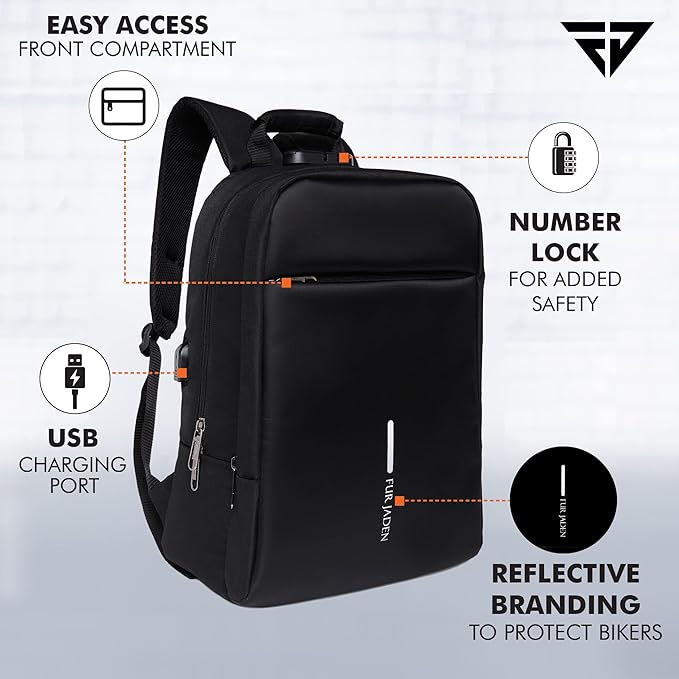 EASY ACCESS
FRONT COMPARTMENT
NUMBER
LOCK
FOR ADDED
SAFETY
USB
CHARGING
PORT
FUR JADEN
FUR JADEN
REFLECTIVE
BRANDING
TO PROTECT BIKERS